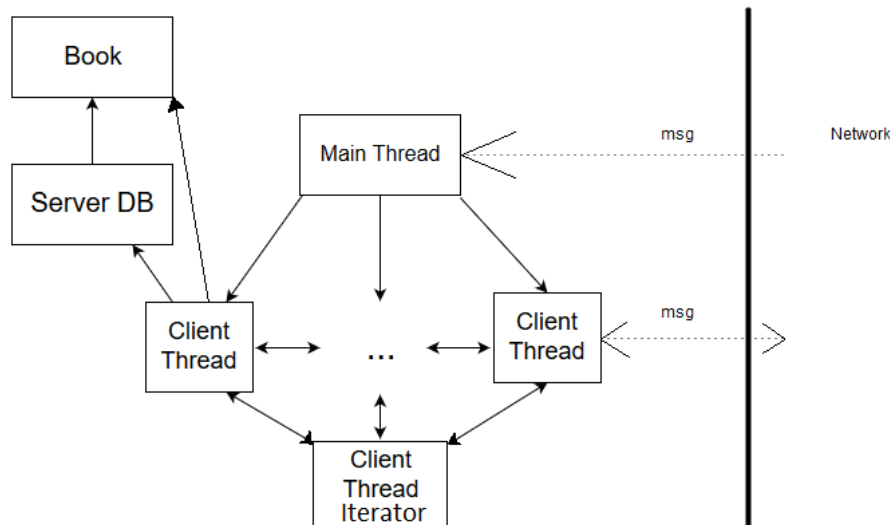 Book
Main Thread
msg
Network
Server DB
Client
Thread
...
Client
Thread
msg
Client
Thread
Iterator